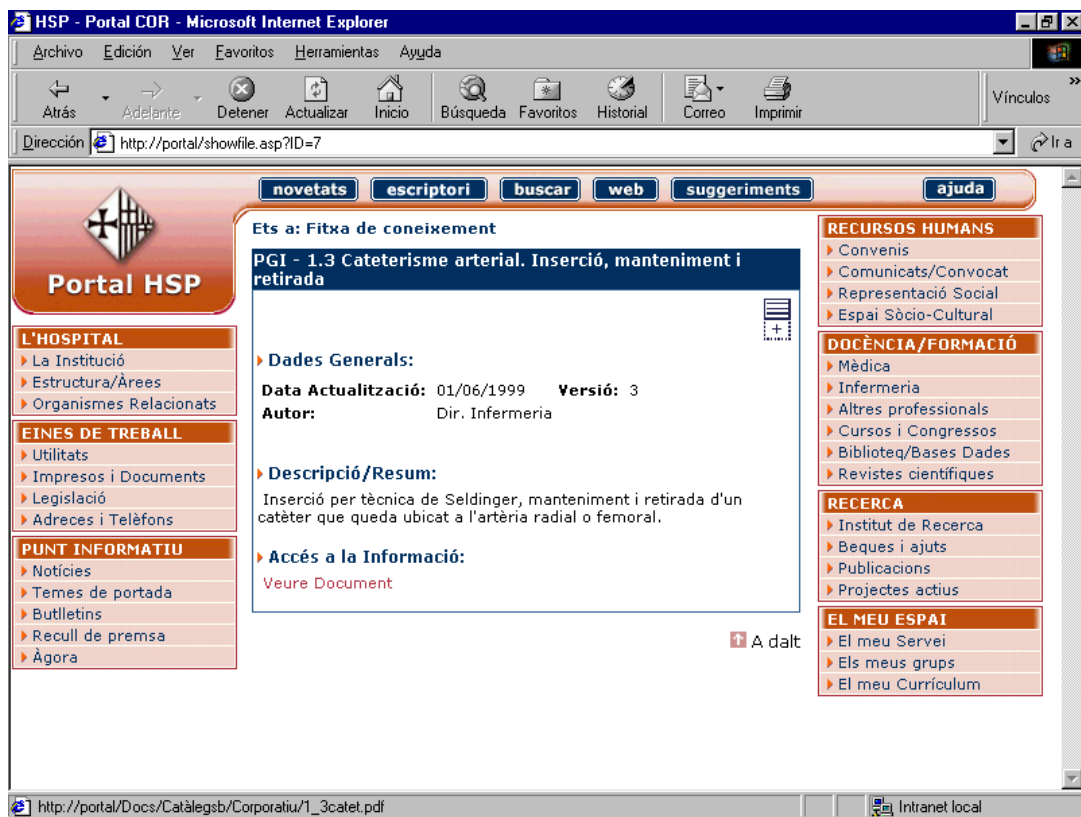 HSP - Portal COR - Microsoft Internet Explorer
Archivo Edición Ver Favoritos Herramientas Ayuda
Atrás Adelante Detener Actualizar Inicio Búsqueda Favoritos Historial Correo Imprimir Vínculos »
Dirección http://portal/showfile.asp?ID=7 Ir a
novetats escriptori buscar web suggeriments ajuda
Portal HSP
L'HOSPITAL
La Institució
Estructura/Àrees
Organismes Relacionats
EINES DE TREBALL
Utilitats
Impresos i Documents
Legislació
Adreces i Telèfons
PUNT INFORMATIU
Notícies
Temes de portada
Butlletins
Recull de premsa
Àgora
Ets a: Fitxa de coneixement
PGI - 1.3 Cateterisme arterial. Inserció, manteniment i
retirada
Dades Generals:
Data Actualització: 01/06/1999 Versió: 3
Autor: Dir. Infermeria
Descripció/Resum:
Inserció per tècnica de Seldinger, manteniment i retirada d'un
catèter que queda ubicat a l'artèria radial o femoral.
Accés a la Informació:
Veure Document
A dalt
RECURSOS HUMANS
Convenis
Comunicats/Convocat
Representació Social
Espai Sòcio-Cultural
DOCÈNCIA/FORMACIÓ
Mèdica
Infermeria
Altres professionals
Cursos i Congressos
Biblioteq/Bases Dades
Revistes científiques
RECERCA
Institut de Recerca
Beques i ajuts
Publicacions
Projectes actius
EL MEU ESPAI
El meu Servei
Els meus grups
El meu Currículum
http://portal/Docs/Catàlegsb/Corporatiu/1_3catet.pdf Intranet local